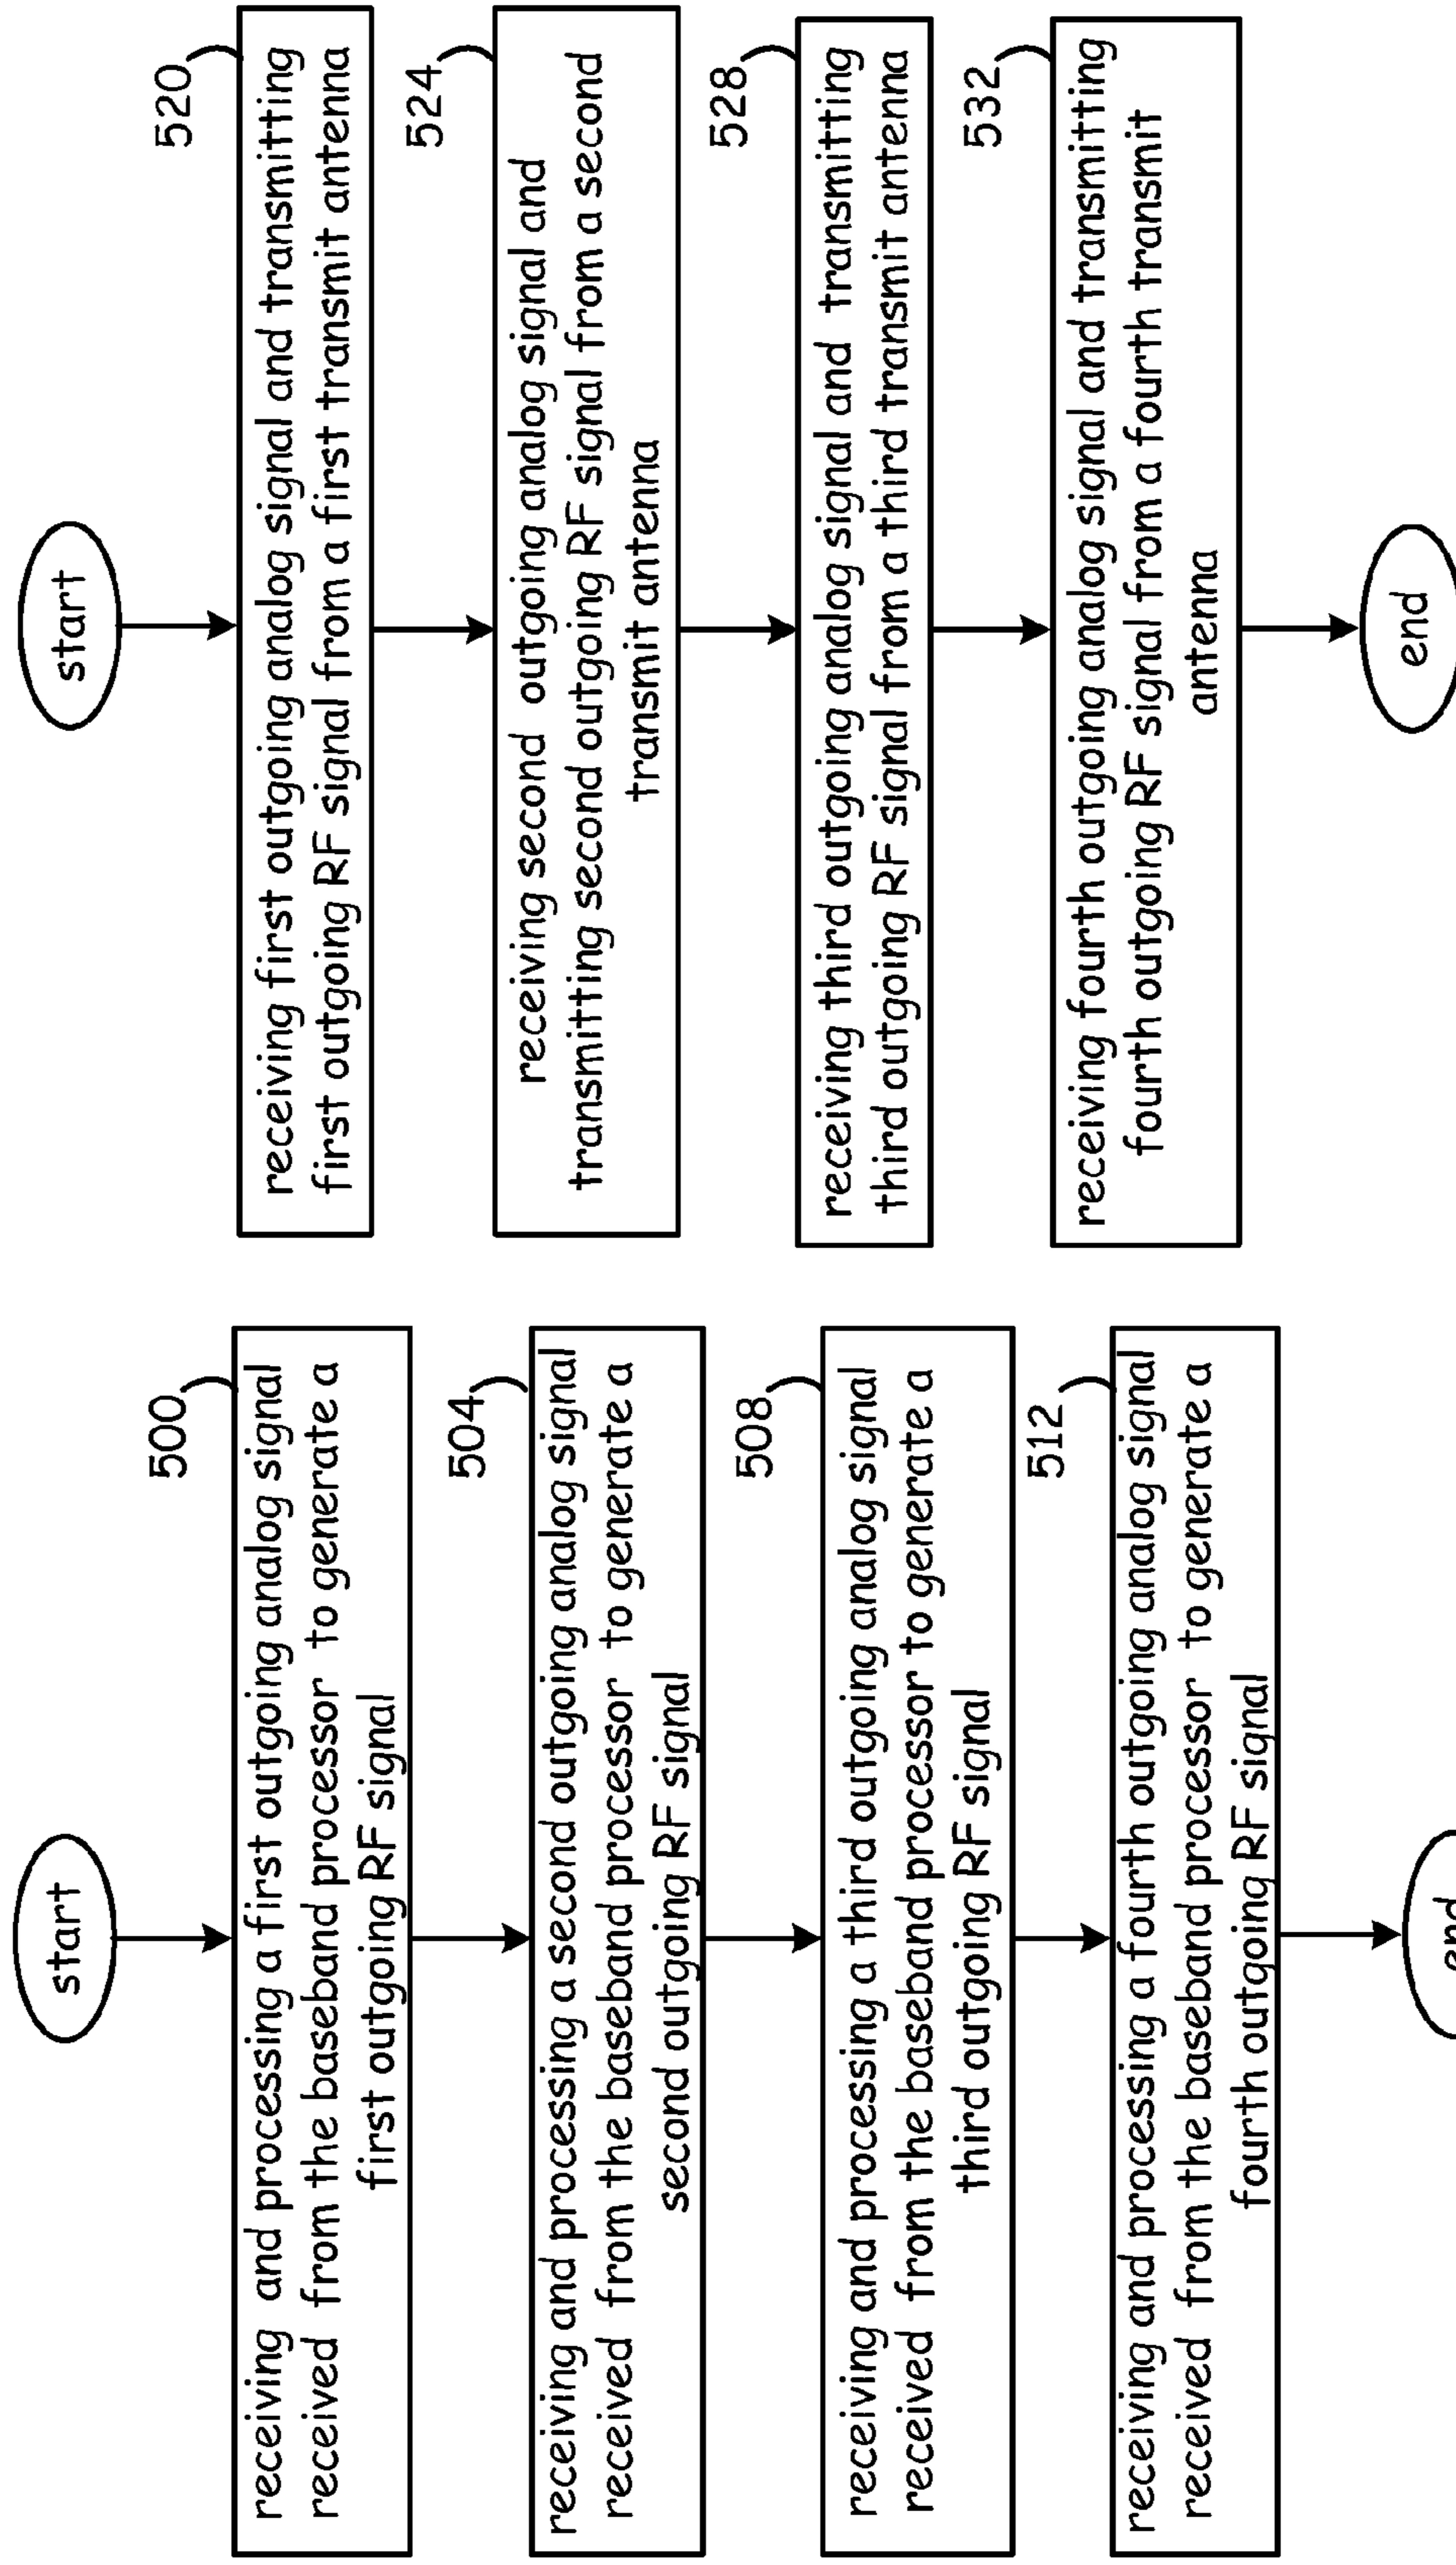 start
500
receiving and processing a first outgoing analog signal
received from the baseband processor to generate a
first outgoing RF signal
504
receiving and processing a second outgoing analog signal
received from the baseband processor to generate a
second outgoing RF signal
508
receiving and processing a third outgoing analog signal
received from the baseband processor to generate a
third outgoing RF signal
512
receiving and processing a fourth outgoing analog signal
received from the baseband processor to generate a
fourth outgoing RF signal
end
start
520
receiving first outgoing analog signal and transmitting
first outgoing RF signal from a first transmit antenna
524
receiving second outgoing analog signal and
transmitting second outgoing RF signal from a second
transmit antenna
528
receiving third outgoing analog signal and transmitting
third outgoing RF signal from a third transmit antenna
532
receiving fourth outgoing analog signal and transmitting
fourth outgoing RF signal from a fourth transmit
antenna
end